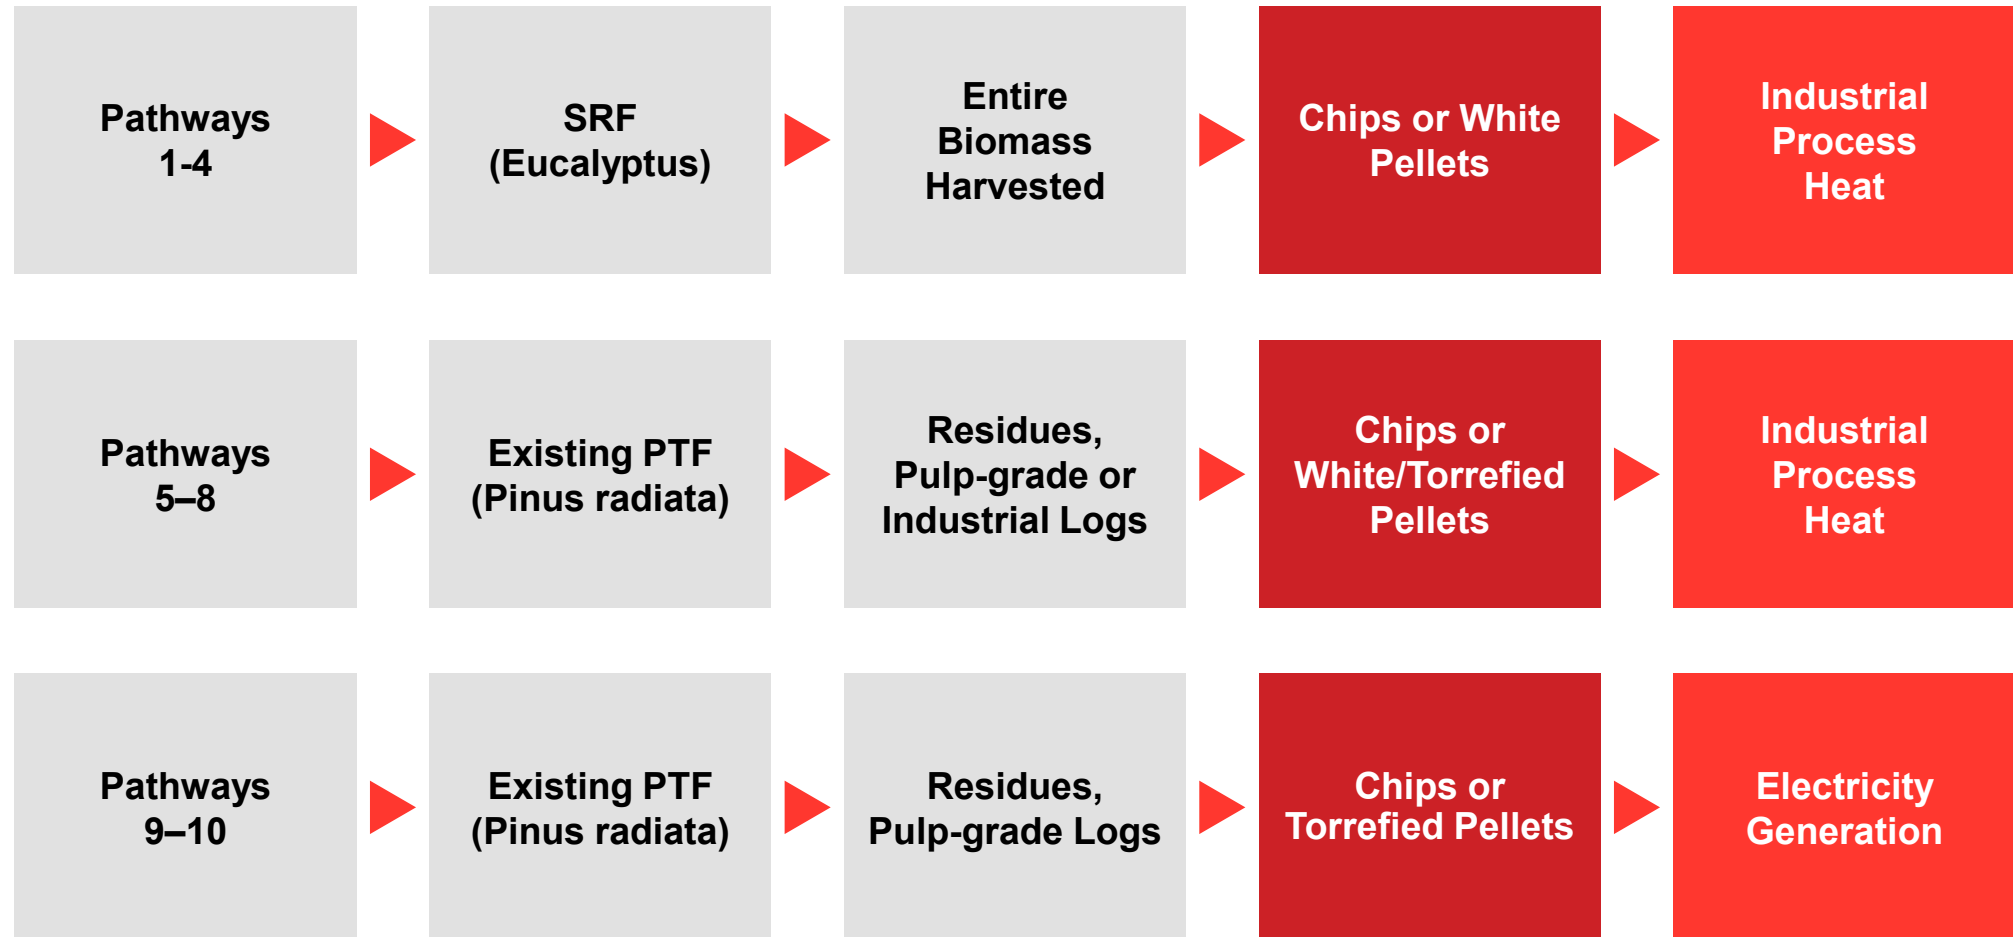 Pathways
1-4
SRF
(Eucalyptus)
Entire
Biomass
Harvested
Chips or White
Pellets
Industrial
Process
Heat
Pathways
5–8
Existing PTF
(Pinus radiata)
Residues,
Pulp-grade or
Industrial Logs
Chips or
White/Torrefied
Pellets
Industrial
Process
Heat
Pathways
9–10
Existing PTF
(Pinus radiata)
Residues,
Pulp-grade Logs
Chips or
Torrefied Pellets
Electricity
Generation